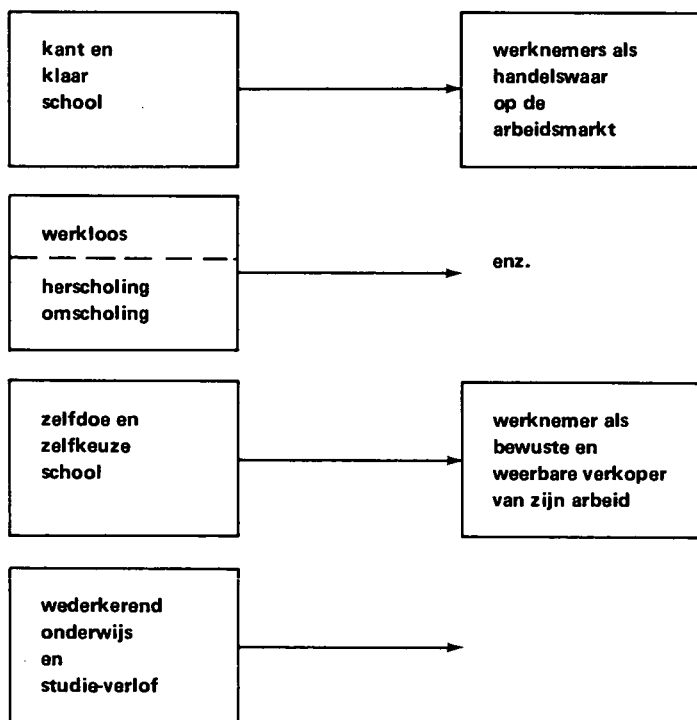 kant en
klaar
school
werknemers als
handelswaar
op de
arbeidsmarkt
werkloos
herscholing
omscholing
enz.
zelfdoe en
zelfkeuze
school
werknemer als
bewuste en
weerbare verkoper
van zijn arbeid
wederkerend
onderwijs
en
studie-verlof